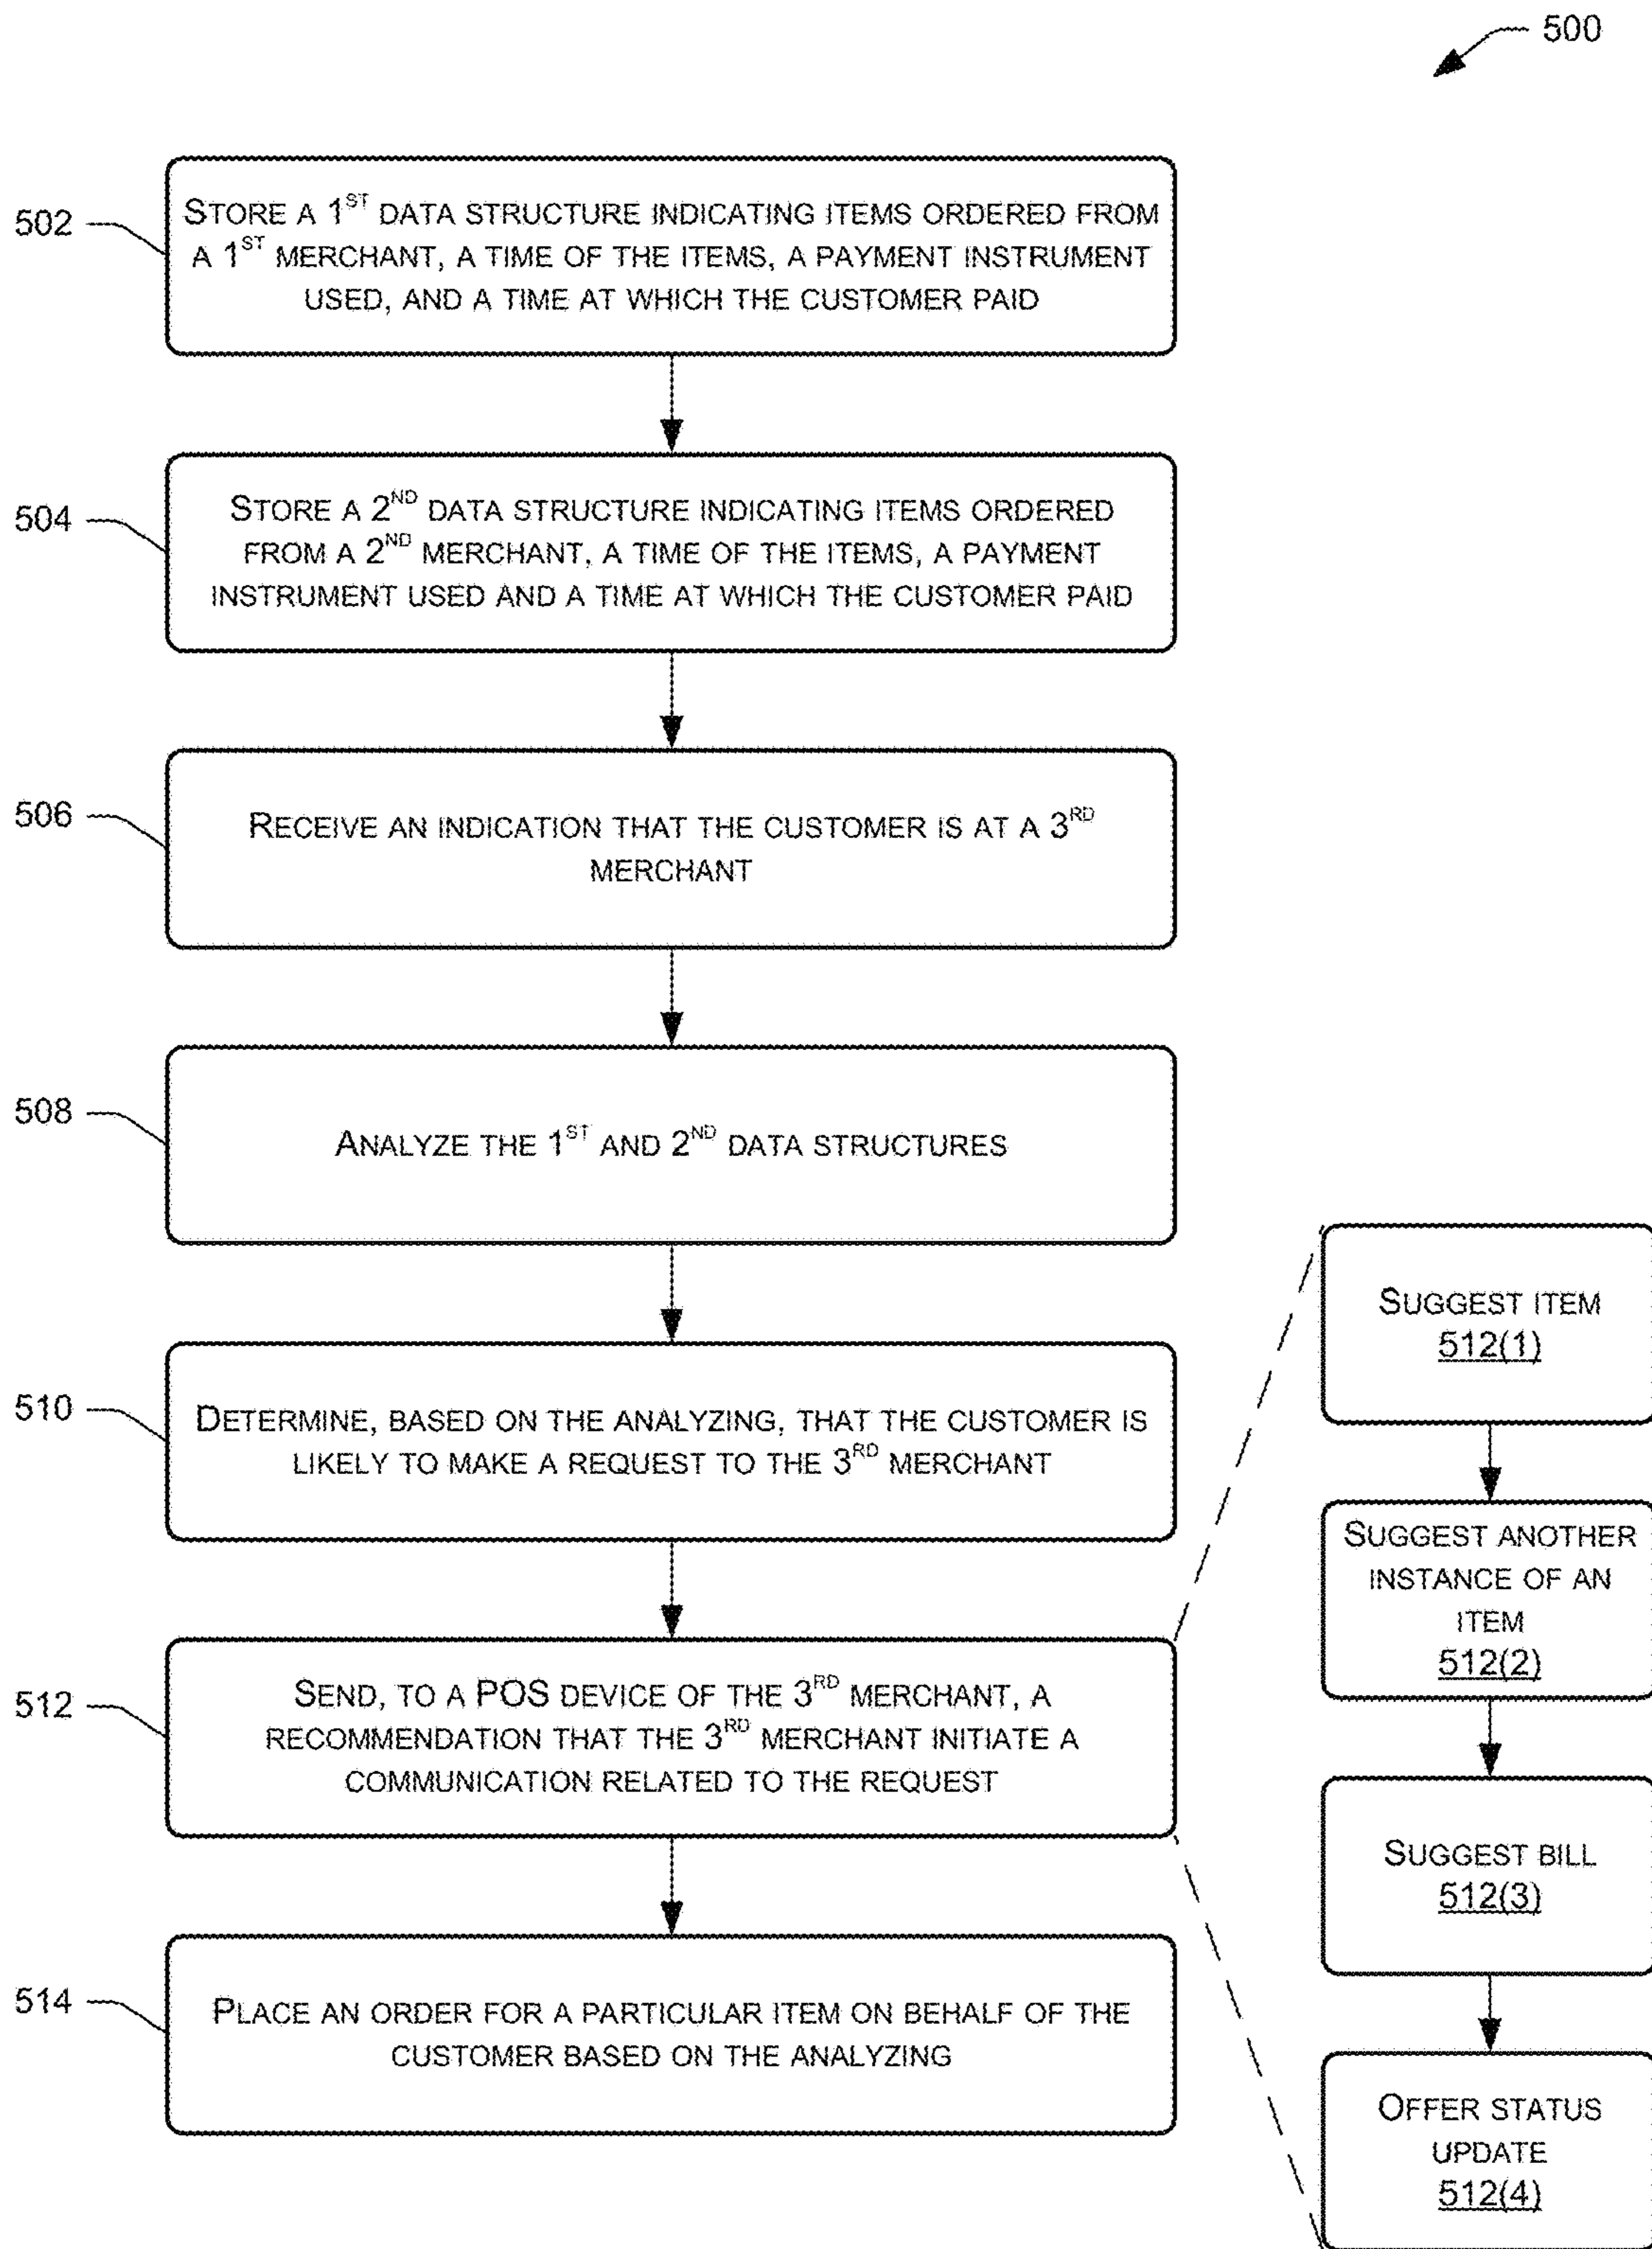 500
502
STORE A 1ST DATA STRUCTURE INDICATING ITEMS ORDERED FROM
A 1ST MERCHANT, A TIME OF THE ITEMS, A PAYMENT INSTRUMENT
USED, AND A TIME AT WHICH THE CUSTOMER PAID
504
STORE A 2ND DATA STRUCTURE INDICATING ITEMS ORDERED
FROM A 2ND MERCHANT, A TIME OF THE ITEMS, A PAYMENT
INSTRUMENT USED AND A TIME AT WHICH THE CUSTOMER PAID
506
RECEIVE AN INDICATION THAT THE CUSTOMER IS AT A 3RD
MERCHANT
508
ANALYZE THE 1ST AND 2ND DATA STRUCTURES
510
DETERMINE, BASED ON THE ANALYZING, THAT THE CUSTOMER IS
LIKELY TO MAKE A REQUEST TO THE 3RD MERCHANT
512
SEND, TO A POS DEVICE OF THE 3RD MERCHANT, A
RECOMMENDATION THAT THE 3RD MERCHANT INITIATE A
COMMUNICATION RELATED TO THE REQUEST
514
PLACE AN ORDER FOR A PARTICULAR ITEM ON BEHALF OF THE
CUSTOMER BASED ON THE ANALYZING
SUGGEST ITEM
512(1)
SUGGEST ANOTHER
INSTANCE OF AN
ITEM
512(2)
SUGGEST BILL
512(3)
OFFER STATUS
UPDATE
512(4)